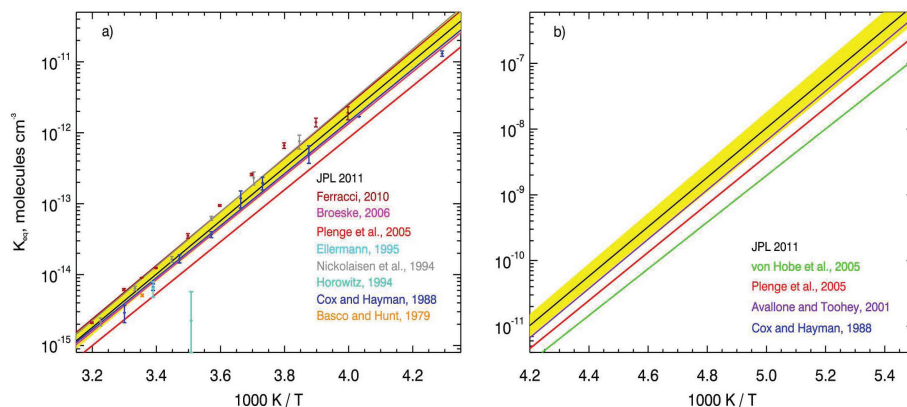 a)
10⁻¹¹
10⁻¹²
10⁻¹³
10⁻¹⁴
10⁻¹⁵
Keq, molecules cm⁻³
JPL 2011
Ferracci, 2010
Broeske, 2006
Plenge et al., 2005
Ellermann, 1995
Nickolaisen et al., 1994
Horowitz, 1994
Cox and Hayman, 1988
Basco and Hunt, 1979
3.2 3.4 3.6 3.8 4.0 4.2
1000 K / T
b)
10⁻⁷
10⁻⁸
10⁻⁹
10⁻¹⁰
10⁻¹¹
JPL 2011
von Hobe et al., 2005
Plenge et al., 2005
Avallone and Toohey, 2001
Cox and Hayman, 1988
4.2 4.4 4.6 4.8 5.0 5.2 5.4
1000 K / T